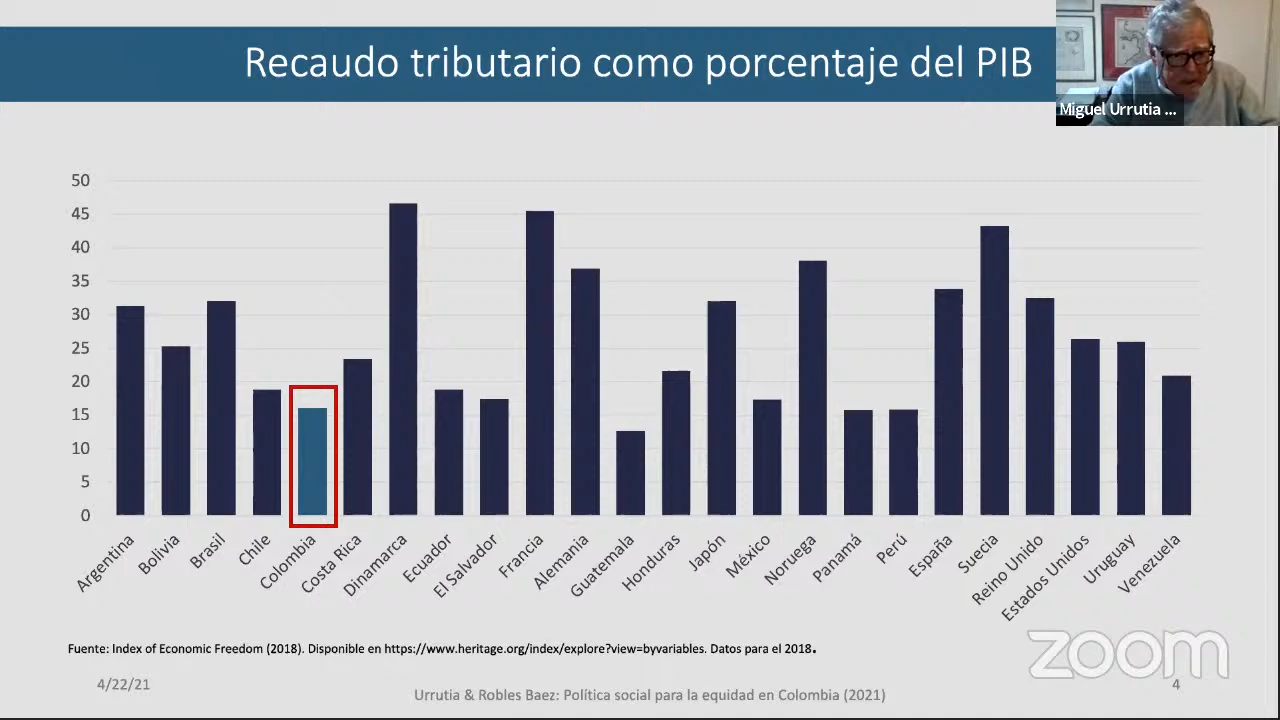 Recaudo tributario como porcentaje del PIB
Miguel Urrutia ...
50
45
40
35
30
25
20
15
10
5
0
Argentina
Bolivia
Brasil
Chile
Colombia
Costa Rica
Dinamarca
Ecuador
El Salvador
Francia
Alemania
Guatemala
Honduras
Japón
México
Noruega
Panamá
Perú
España
Suecia
Reino Unido
Estados Unidos
Uruguay
Venezuela
Fuente: Index of Economic Freedom (2018). Disponible en https://www.heritage.org/index/explore?view=byvariables. Datos para el 2018.
zoom
4/22/21
Urrutia & Robles Baez: Política social para la equidad en Colombia (2021)
4